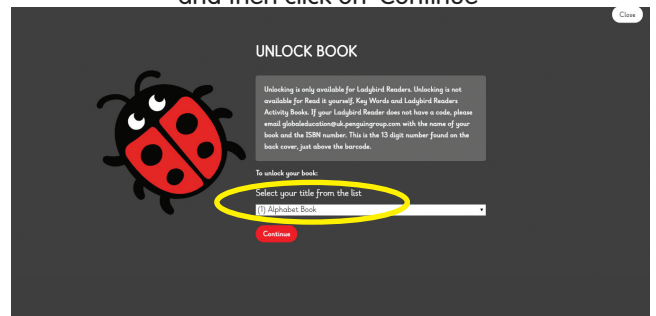 and then click on 'Continue'
Close
UNLOCK BOOK
Unlocking is only available for Ladybird Readers. Unlocking is not
available for Read it yourself, Key Words and Ladybird Readers
Activity Books. If your Ladybird Reader does not have a code, please
email globaleducation@uk.penguingroup.com with the name of your
book and the ISBN number. This is the 13 digit number found on the
back cover, just above the barcode.
To unlock your book:
Select your title from the list
(1) Alphabet Book
Continue